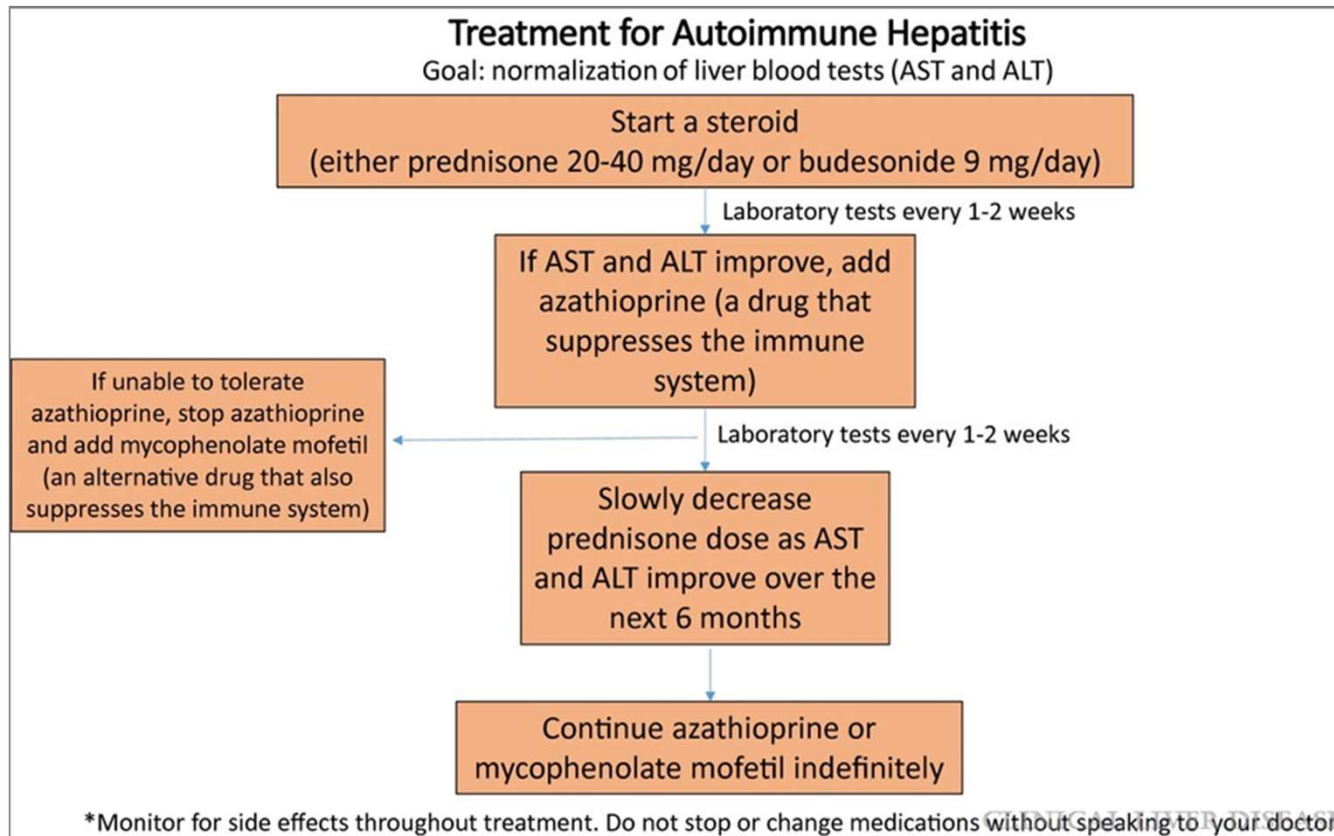 Treatment for Autoimmune Hepatitis
Goal: normalization of liver blood tests (AST and ALT)
Start a steroid
(either prednisone 20-40 mg/day or budesonide 9 mg/day)
Laboratory tests every 1-2 weeks
If AST and ALT improve, add
azathioprine (a drug that
suppresses the immune
system)
If unable to tolerate
azathioprine, stop azathioprine
and add mycophenolate mofetil
(an alternative drug that also
suppresses the immune system)
Laboratory tests every 1-2 weeks
Slowly decrease
prednisone dose as AST
and ALT improve over the
next 6 months
Continue azathioprine or
mycophenolate mofetil indefinitely
*Monitor for side effects throughout treatment. Do not stop or change medications without speaking to your doctor
CLINICAL LIVER DISEASE